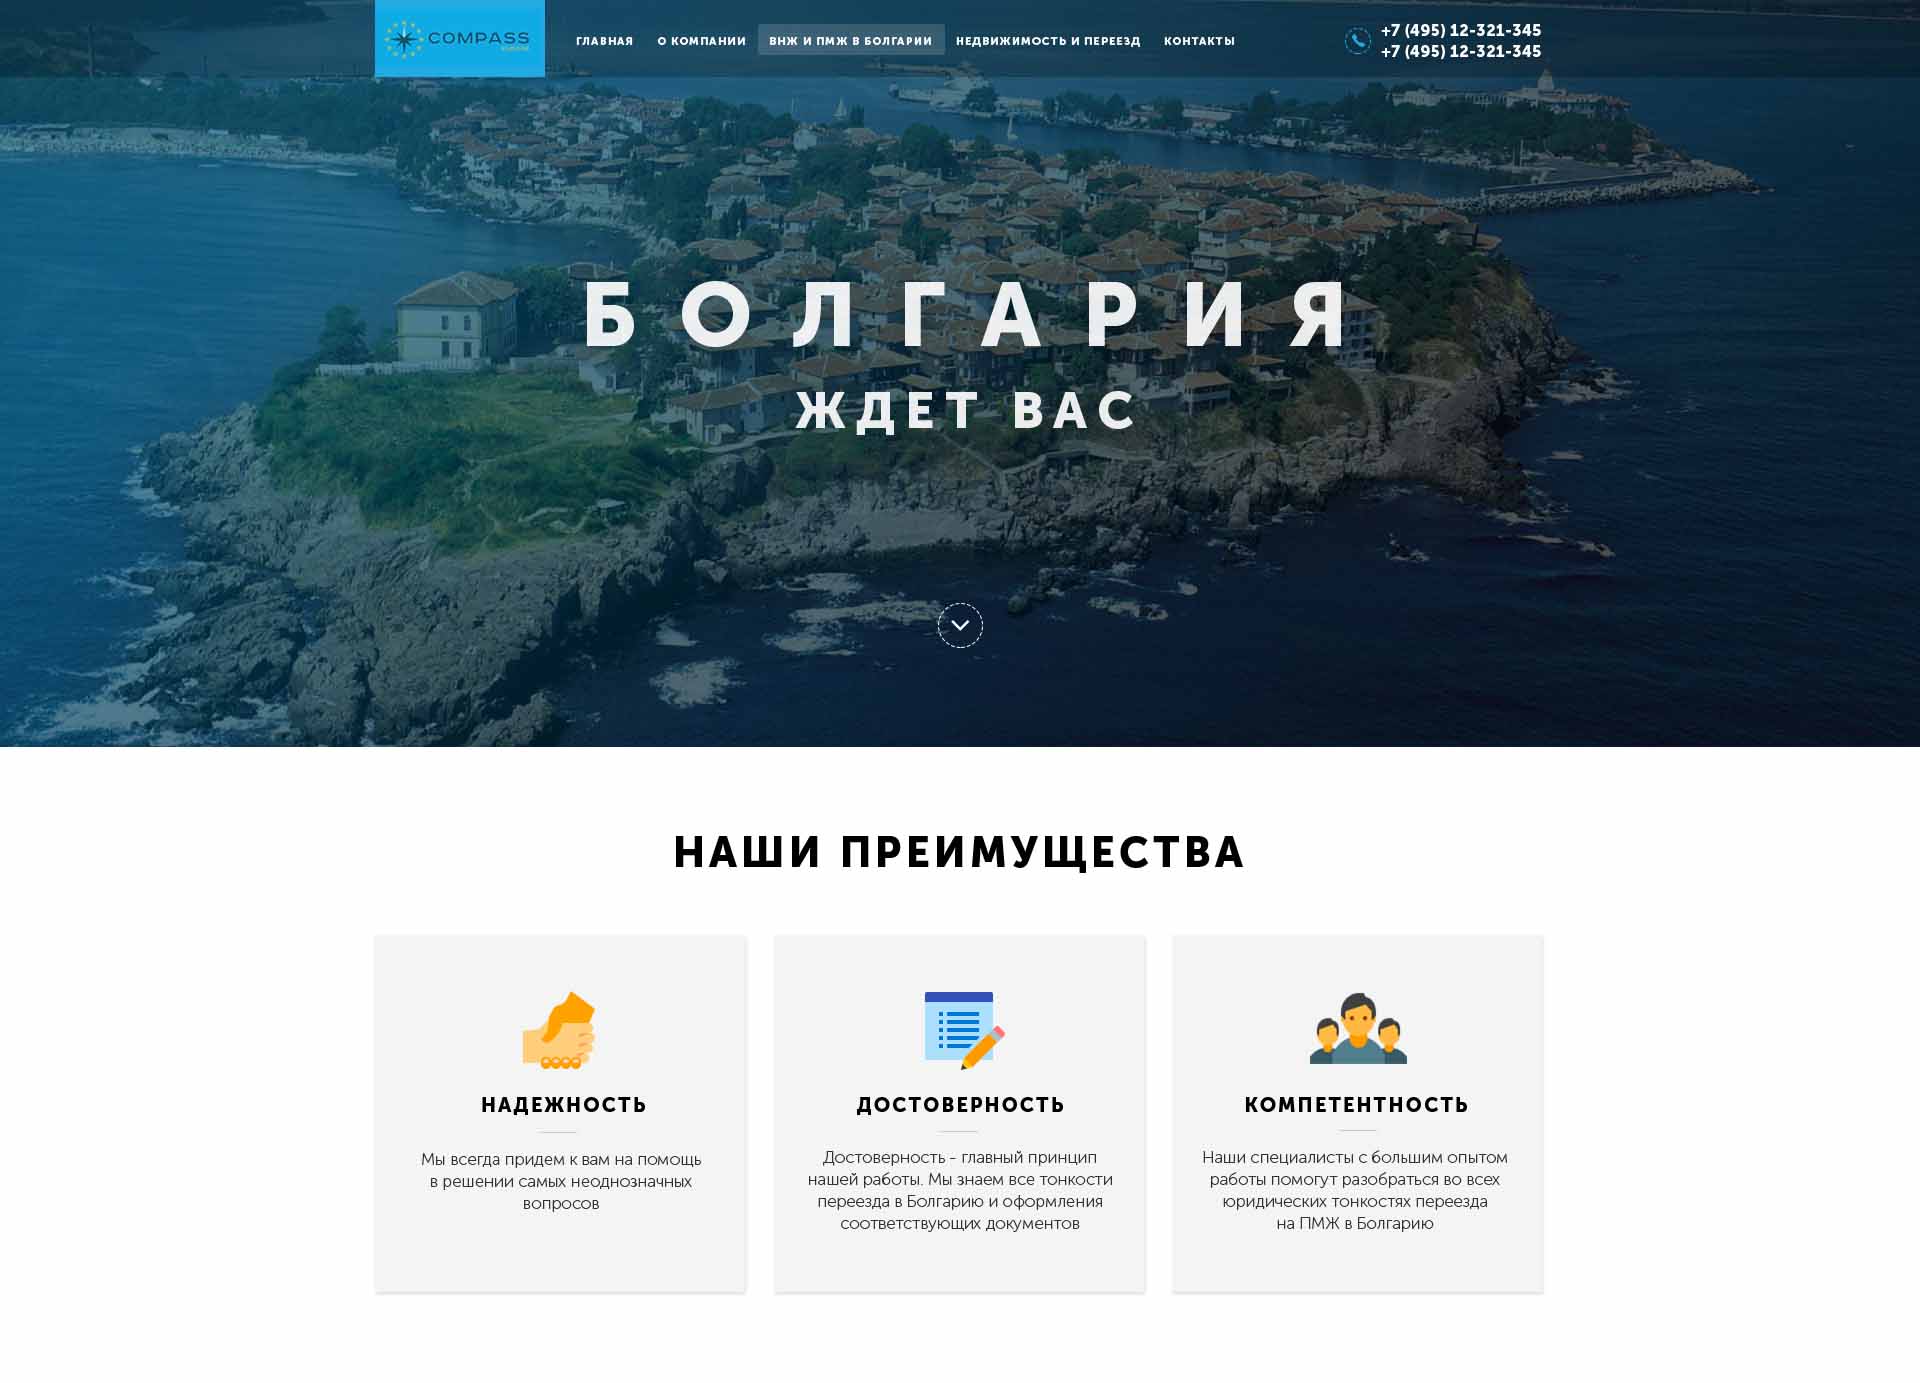 COMPASS
ГЛАВНАЯ
О КОМПАНИИ
ВНЖ И ПМЖ В БОЛГАРИИ
НЕДВИЖИМОСТЬ И ПЕРЕЕЗД
КОНТАКТЫ
+7 (495) 12-321-345
+7 (495) 12-321-345
БОЛГАРИЯ
ЖДЕТ ВАС
НАШИ ПРЕИМУЩЕСТВА
НАДЕЖНОСТЬ
Мы всегда придем к вам на помощь
в решении самых неоднозначных
вопросов
ДОСТОВЕРНОСТЬ
Достоверность - главный принцип
нашей работы. Мы знаем все тонкости
переезда в Болгарию и оформления
соответствующих документов
КОМПЕТЕНТНОСТЬ
Наши специалисты с большим опытом
работы помогут разобраться во всех
юридических тонкостях переезда
на ПМЖ в Болгарию